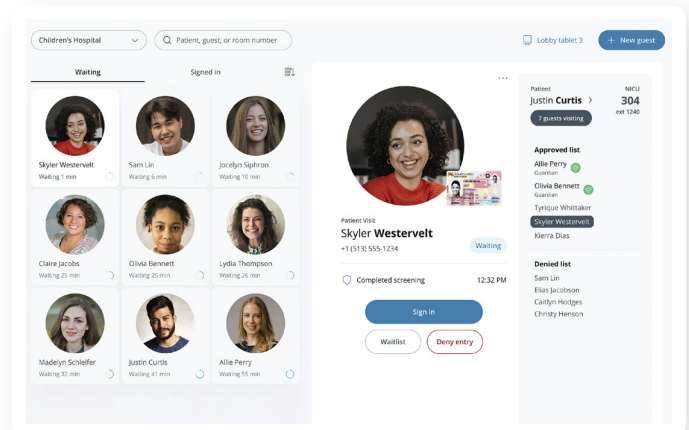 Children's Hospital
Patient, guest, or room number
Lobby tablet 3
+ New guest
Waiting
Signed in
Skyler Westervelt
Waiting 1 min
Sam Lin
Waiting 6 min
Jocelyn Siphron
Waiting 10 min
Claire Jacobs
Waiting 25 min
Olivia Bennett
Waiting 25 min
Lydia Thompson
Waiting 26 min
Madelyn Schleifer
Waiting 32 min
Justin Curtis
Waiting 41 min
Allie Perry
Waiting 55 min
Patient Visit
Skyler Westervelt
+1 (513) 555-1234
Waiting
Completed screening
12:32 PM
Sign in
Waitlist
Deny entry
Patient
NICU
Justin Curtis >
304
7 guests visiting
ext 1240
Approved list
Allie Perry
Guardian
Olivia Bennett
Guardian
Tyrique Whittaker
Skyler Westervelt
Kierra Dias
Denied list
Sam Lin
Elias Jacobson
Caitlyn Hodges
Christy Henson